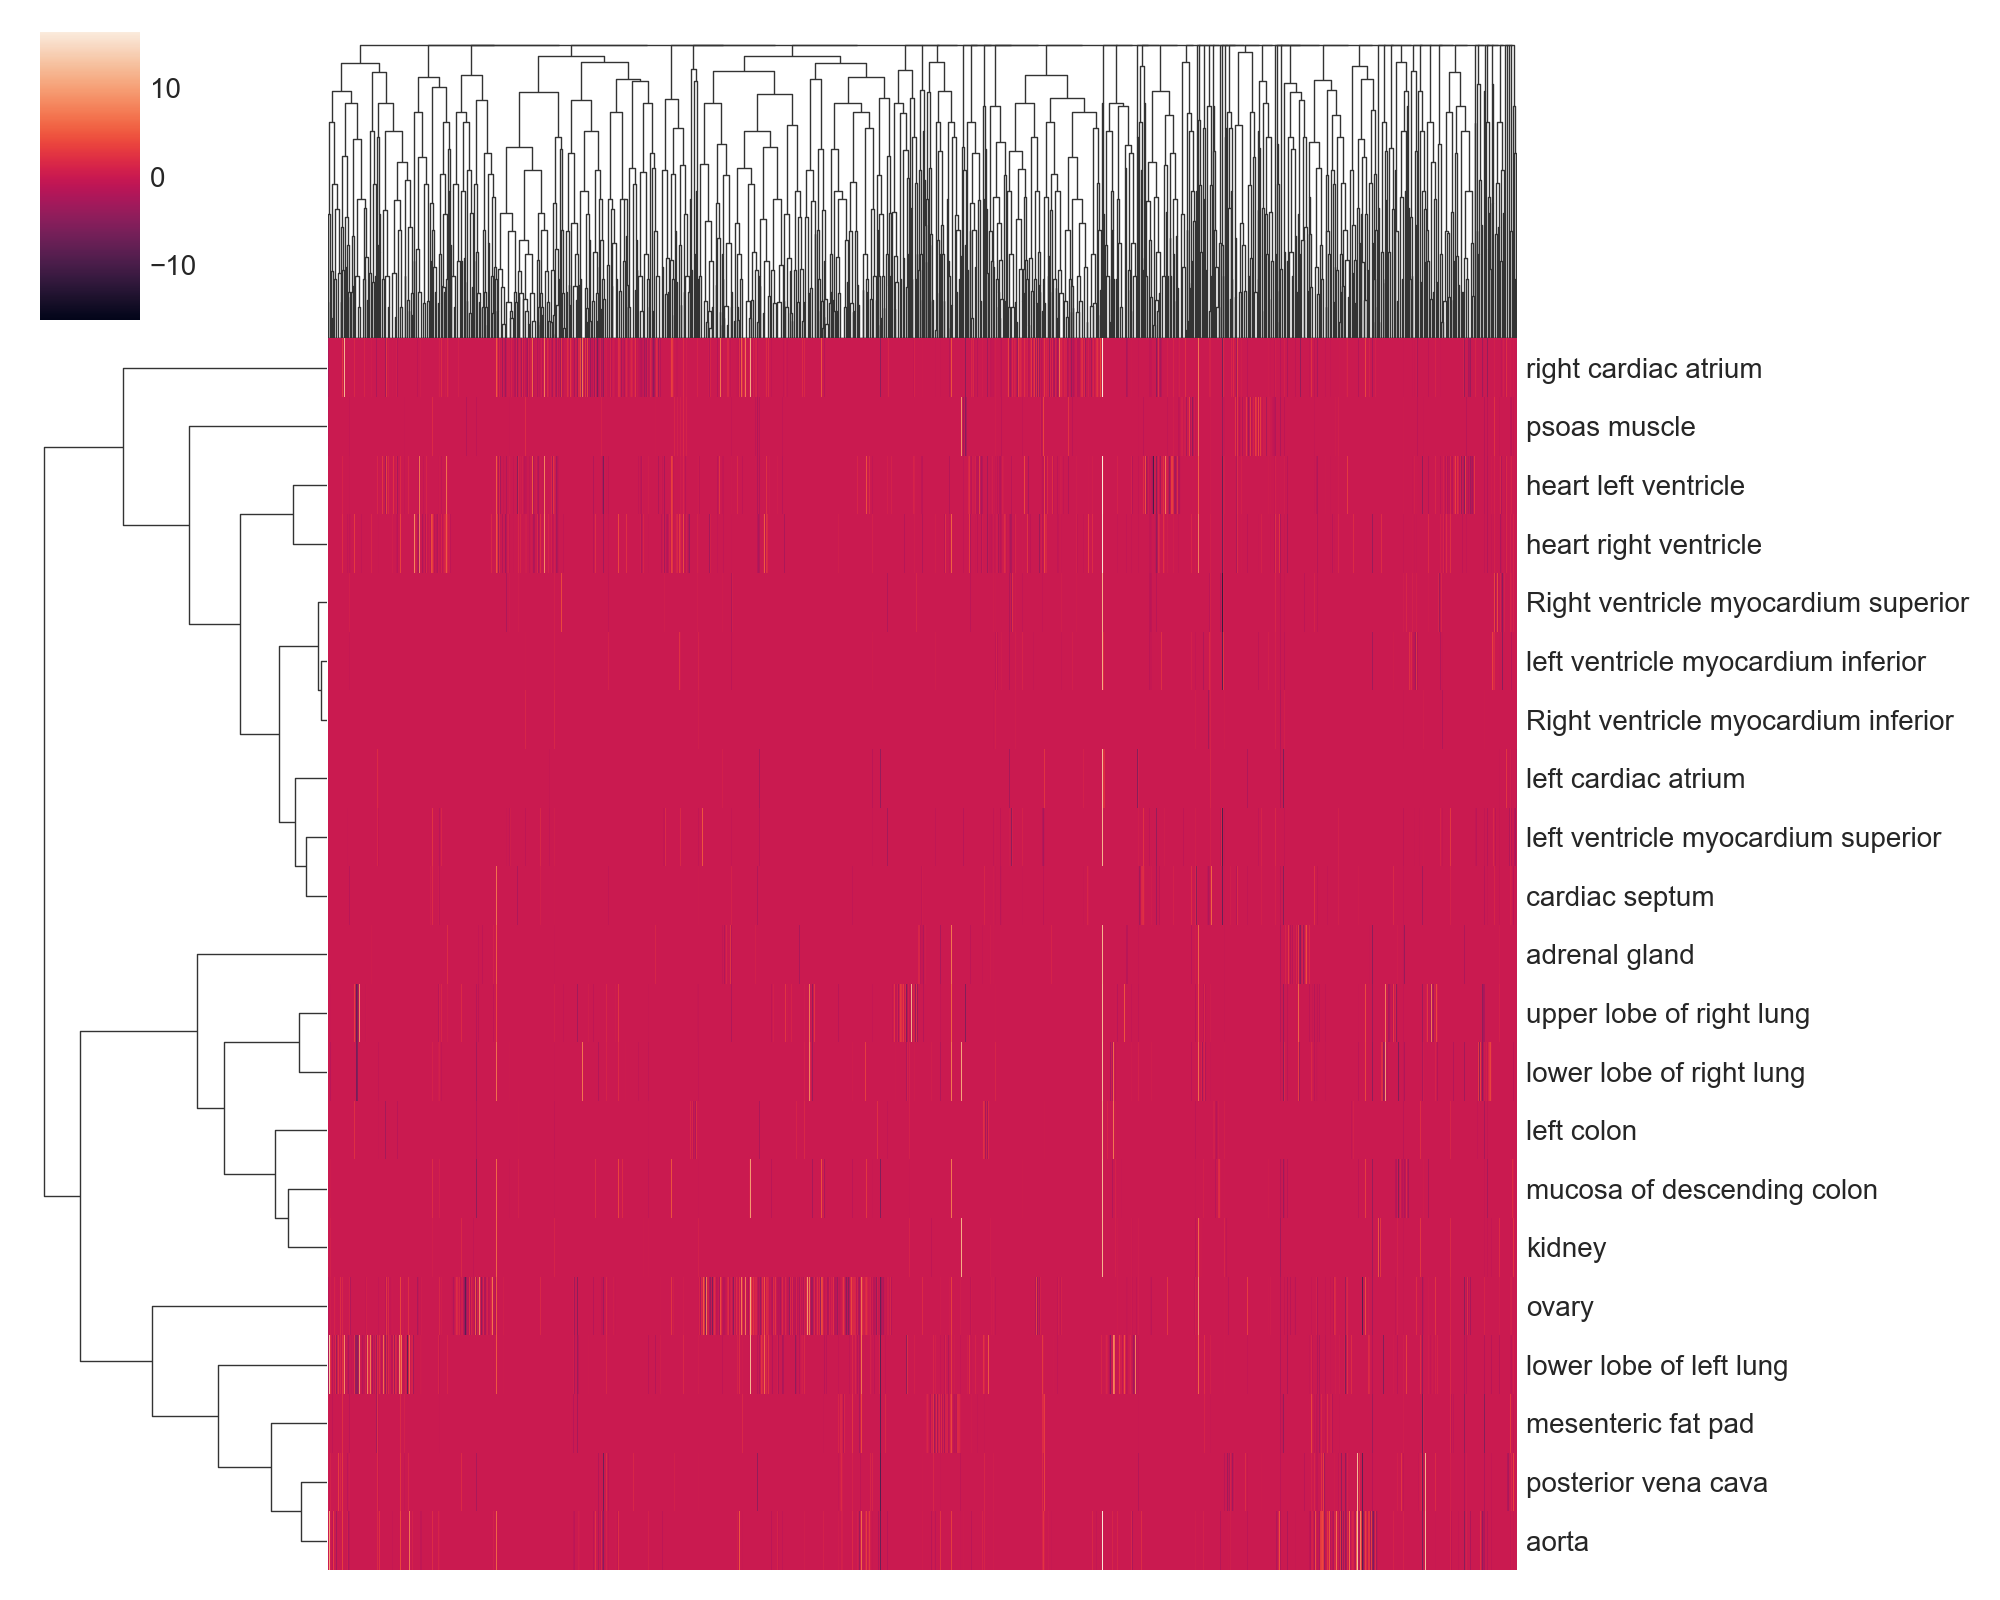 10
0
−10
right cardiac atrium
psoas muscle
heart left ventricle
heart right ventricle
Right ventricle myocardium superior
left ventricle myocardium inferior
Right ventricle myocardium inferior
left cardiac atrium
left ventricle myocardium superior
cardiac septum
adrenal gland
upper lobe of right lung
lower lobe of right lung
left colon
mucosa of descending colon
kidney
ovary
lower lobe of left lung
mesenteric fat pad
posterior vena cava
aorta